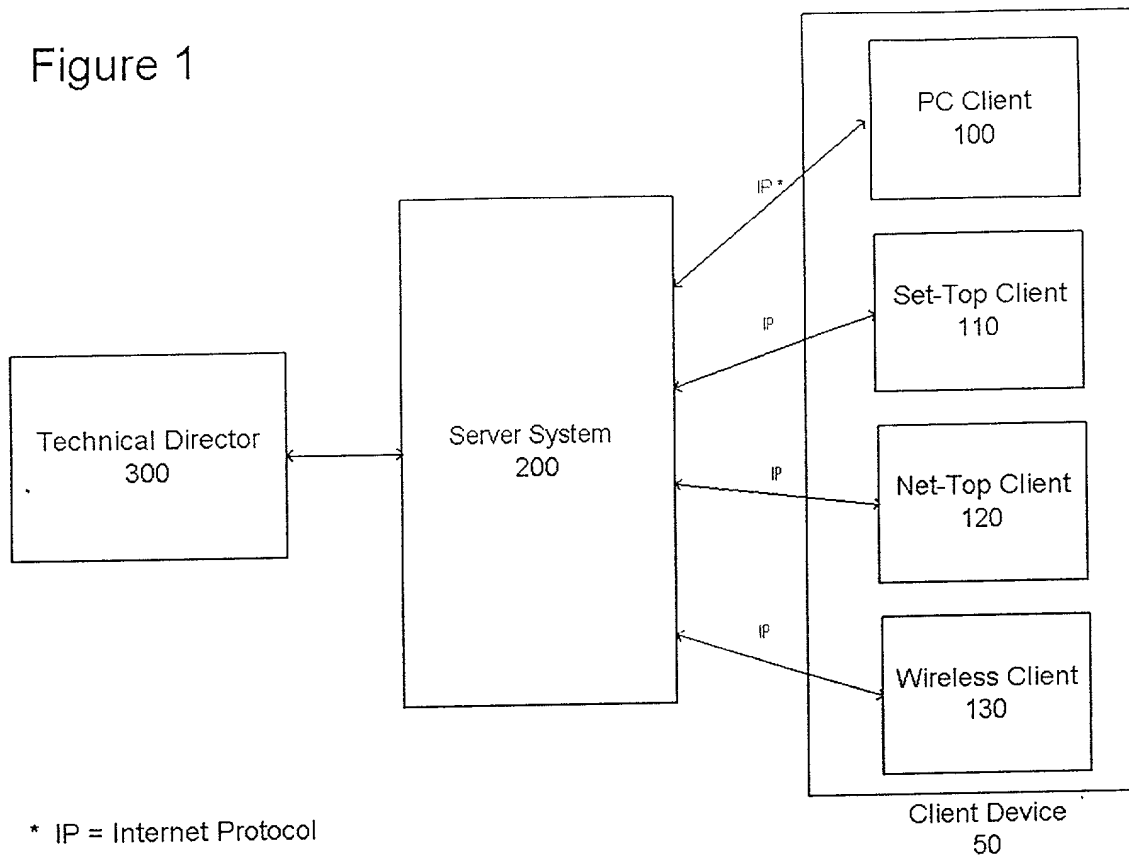 Figure 1
PC Client
100
IP *
Set-Top Client
110
IP
Technical Director
300
Server System
200
IP
Net-Top Client
120
IP
Wireless Client
130
Client Device
50
* IP = Internet Protocol